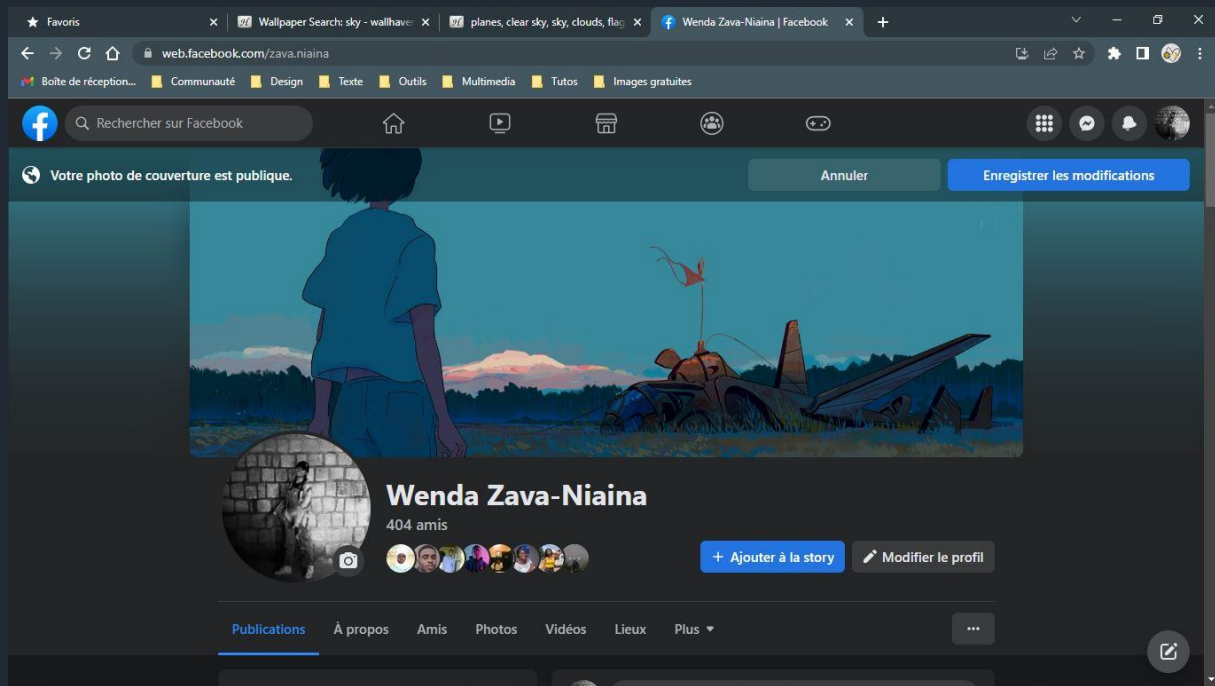 Favoris
Wallpaper Search: sky - wallhave
planes, clear sky, sky, clouds, flag
Wenda Zava-Niaina | Facebook
web.facebook.com/zava.niaina
Boîte de réception...
Communauté
Design
Texte
Outils
Multimedia
Tutos
Images gratuites
Rechercher sur Facebook
Votre photo de couverture est publique.
Annuler
Enregistrer les modifications
Wenda Zava-Niaina
404 amis
+ Ajouter à la story
Modifier le profil
Publications
À propos
Amis
Photos
Vidéos
Lieux
Plus